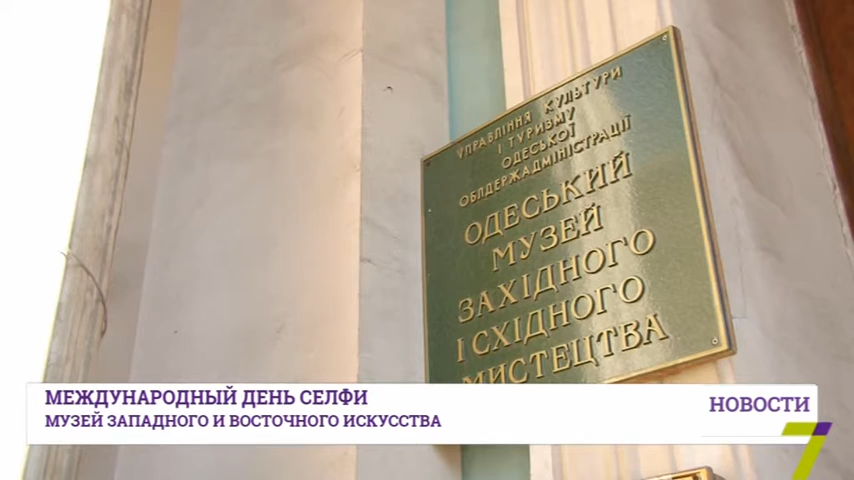 УПРАВЛІННЯ КУЛЬТУРИ
І ТУРИЗМУ
ОДЕСЬКОЇ
ОБЛДЕРЖАДМІНІСТРАЦІЇ
ОДЕСЬКИЙ
МУЗЕЙ
ЗАХІДНОГО
І СХІДНОГО
МИСТЕЦТВА
МЕЖДУНАРОДНЫЙ ДЕНЬ СЕЛФИ
МУЗЕЙ ЗАПАДНОГО И ВОСТОЧНОГО ИСКУССТВА
НОВОСТИ
7